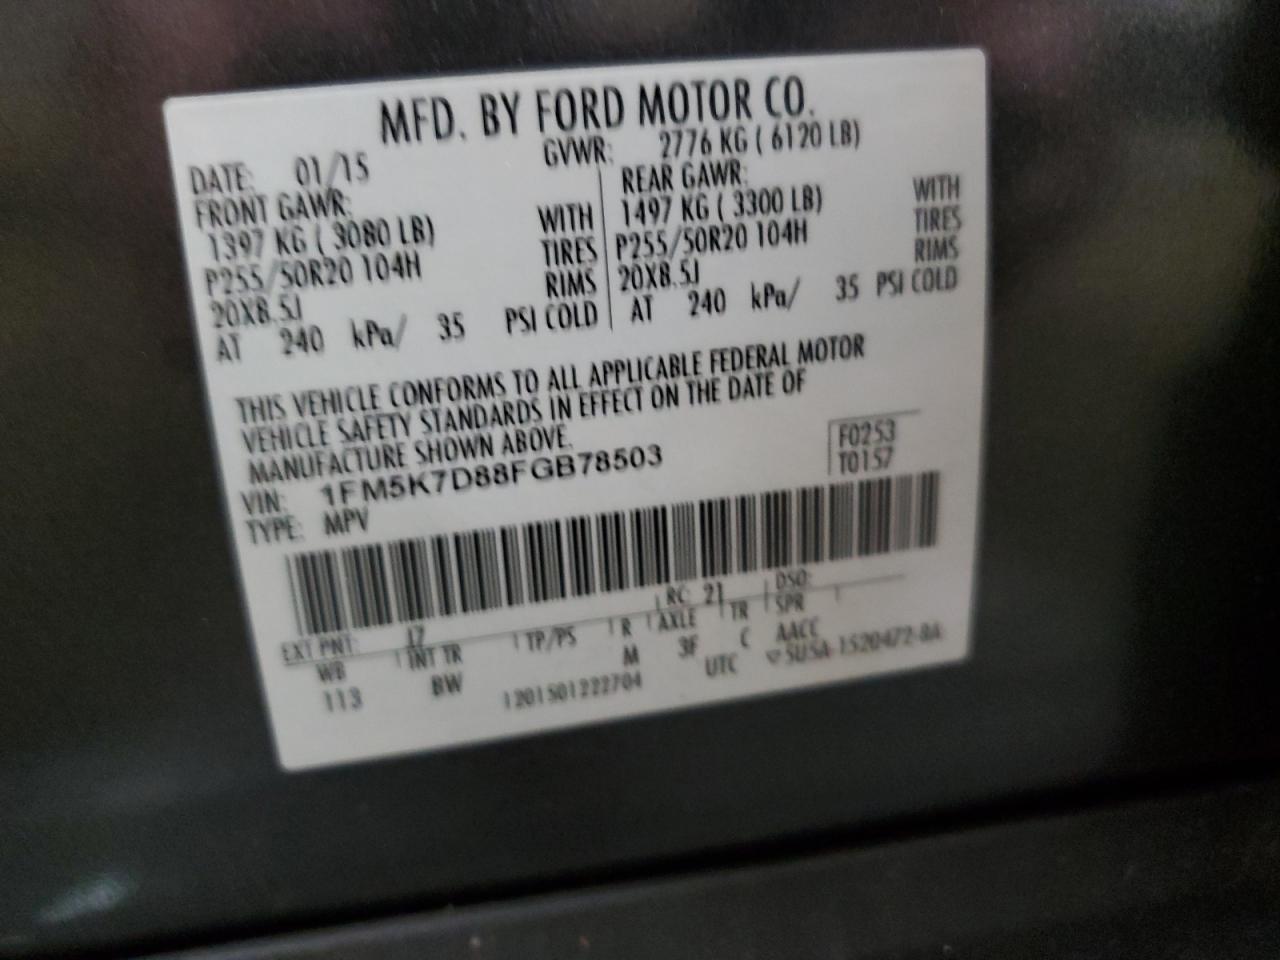 MFD. BY FORD MOTOR CO.
DATE: 01/15 GVWR: 2776 KG ( 6120 LB)
FRONT GAWR: REAR GAWR:
1397 KG ( 3080 LB) WITH 1497 KG ( 3300 LB) WITH
P255/50R20 104H TIRES P255/50R20 104H TIRES
20X8.5J RIMS 20X8.5J RIMS
AT 240 kPa/ 35 PSI COLD AT 240 kPa/ 35 PSI COLD
THIS VEHICLE CONFORMS TO ALL APPLICABLE FEDERAL MOTOR
VEHICLE SAFETY STANDARDS IN EFFECT ON THE DATE OF
MANUFACTURE SHOWN ABOVE.
VIN: 1FM5K7D88FGB78503 F0253
TYPE: MPV T0157
EXT PNT: RC: 21 DSO:
WB INT TR TP/PS R AXLE TR SPR
113 BW M 3F C AACC
1201501222704 UTC SUSA-1520472-BA